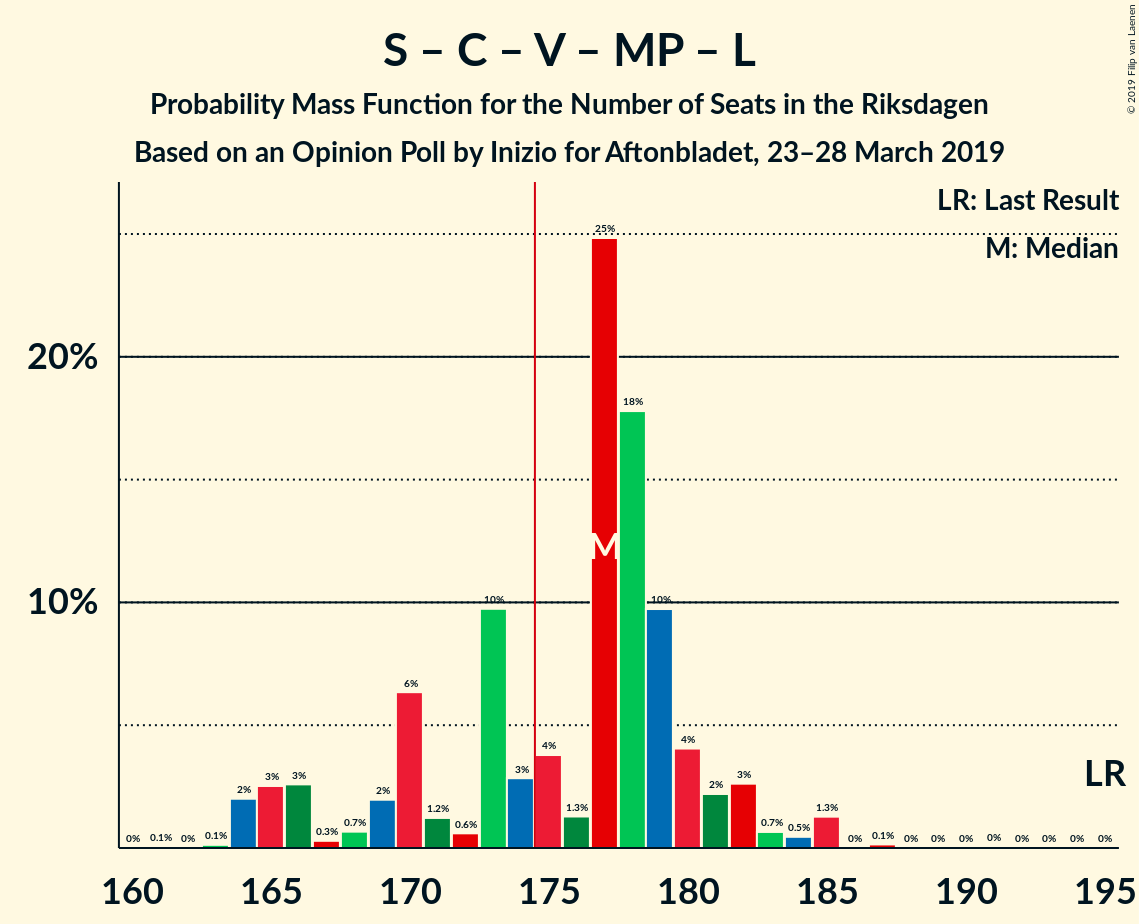 S – C – V – MP – L
Probability Mass Function for the Number of Seats in the Riksdagen
Based on an Opinion Poll by Inizio for Aftonbladet, 23–28 March 2019
© 2019 Filip van Laenen
LR: Last Result
M: Median
20%
10%
0% 0.1% 0% 0.1% 2% 3% 3% 0.3% 0.7% 2% 6% 1.2% 0.6% 10% 3% 4% 1.3% 25% 18% 10% 4% 2% 3% 0.7% 0.5% 1.3% 0% 0.1% 0% 0% 0% 0% 0% 0% 0% 0%
M
LR
160 165 170 175 180 185 190 195